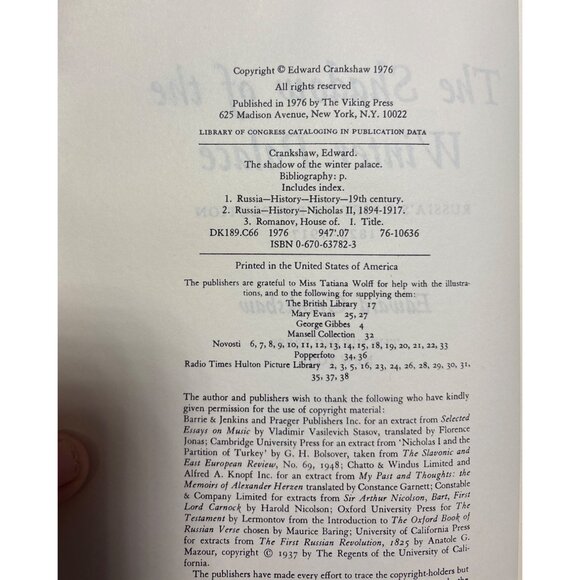 Copyright © Edward Crankshaw 1976
All rights reserved
Published in 1976 by The Viking Press
625 Madison Avenue, New York, N.Y. 10022
LIBRARY OF CONGRESS CATALOGING IN PUBLICATION DATA
Crankshaw, Edward.
The shadow of the winter palace.
Bibliography: p.
Includes index.
1. Russia—History—History—19th century.
2. Russia—History—Nicholas II, 1894-1917.
3. Romanov, House of. I. Title.
DK189.C66 1976 947'.07 76-10636
ISBN 0-670-63782-3
Printed in the United States of America
The publishers are grateful to Miss Tatiana Wolff for help with the illustra-
tions, and to the following for supplying them:
The British Library 17
Mary Evans 25, 27
George Gibbes 4
Mansell Collection 32
Novosti 6, 7, 8, 9, 10, 11, 12, 13, 14, 15, 18, 19, 20, 21, 22, 33
Popperfoto 34, 36
Radio Times Hulton Picture Library 2, 3, 5, 16, 23, 24, 26, 28, 29, 30, 31,
35, 37, 38
The author and publishers wish to thank the following who have kindly
given permission for the use of copyright material:
Barrie & Jenkins and Praeger Publishers Inc. for an extract from Selected
Essays on Music by Vladimir Vasilevich Stasov, translated by Florence
Jonas; Cambridge University Press for an extract from 'Nicholas I and the
Partition of Turkey' by G. H. Bolsover, taken from The Slavonic and
East European Review, No. 69, 1948; Chatto & Windus Limited and
Alfred A. Knopf Inc. for an extract from My Past and Thoughts: the
Memoirs of Alexander Herzen translated by Constance Garnett; Constable
& Company Limited for extracts from Sir Arthur Nicolson, Bart, First
Lord Carnock by Harold Nicolson; Oxford University Press for The
Testament by Lermontov from the Introduction to The Oxford Book of
Russian Verse chosen by Maurice Baring; University of California Press
for extracts from The First Russian Revolution, 1825 by Anatole G.
Mazour, copyright © 1937 by The Regents of the University of Cali-
fornia.
The publishers have made every effort to trace the copyright-holders but